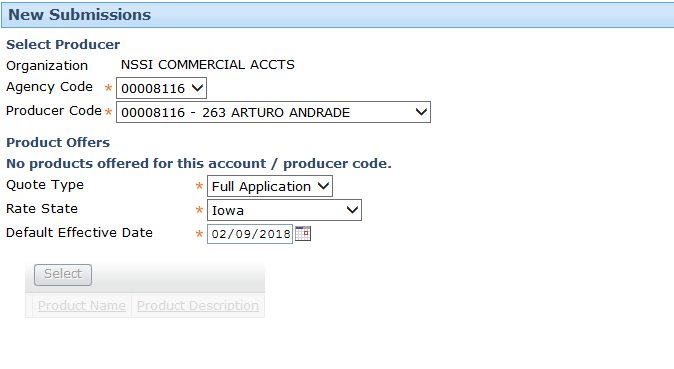 New Submissions
Select Producer
Organization NSSI COMMERCIAL ACCTS
Agency Code * 00008116
Producer Code * 00008116 - 263 ARTURO ANDRADE
Product Offers
No products offered for this account / producer code.
Quote Type * Full Application
Rate State * Iowa
Default Effective Date * 02/09/2018
Select
Product Name Product Description